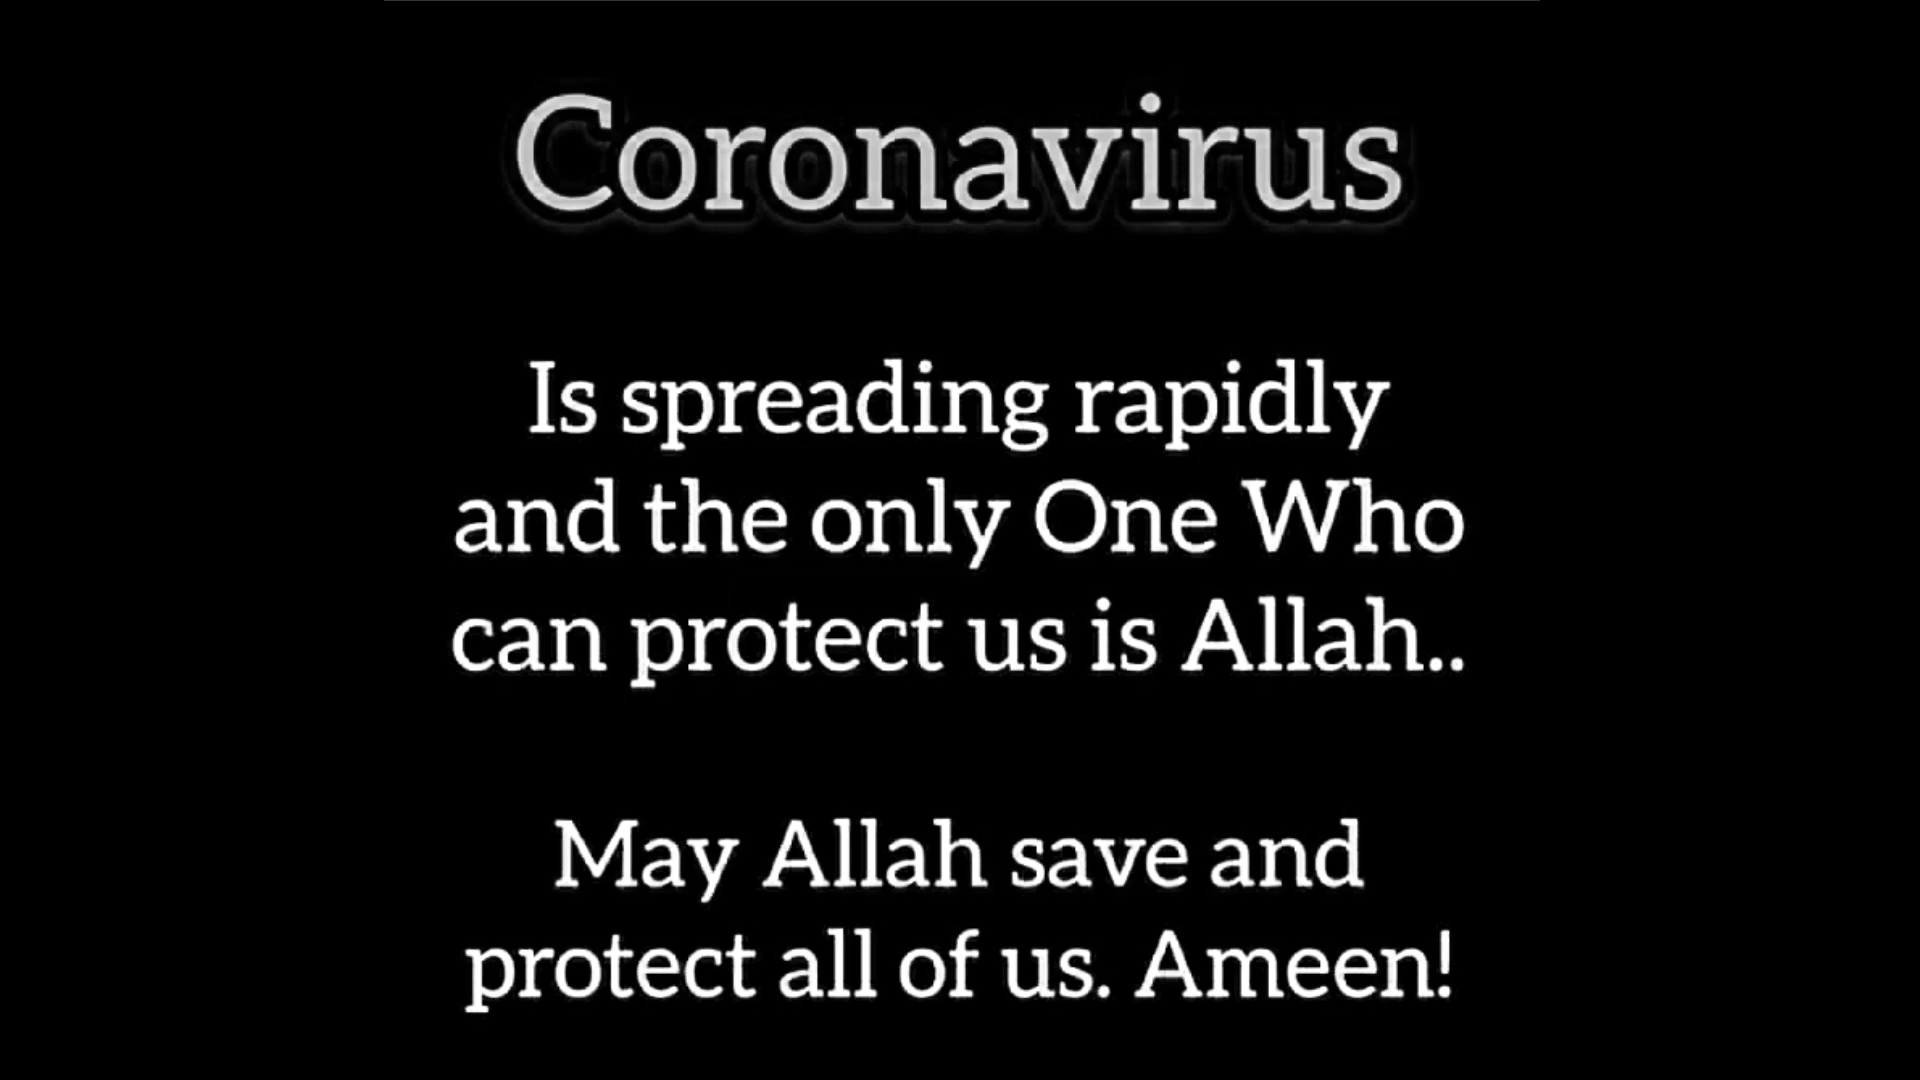 Coronavirus
Is spreading rapidly
and the only One Who
can protect us is Allah..
May Allah save and
protect all of us. Ameen!